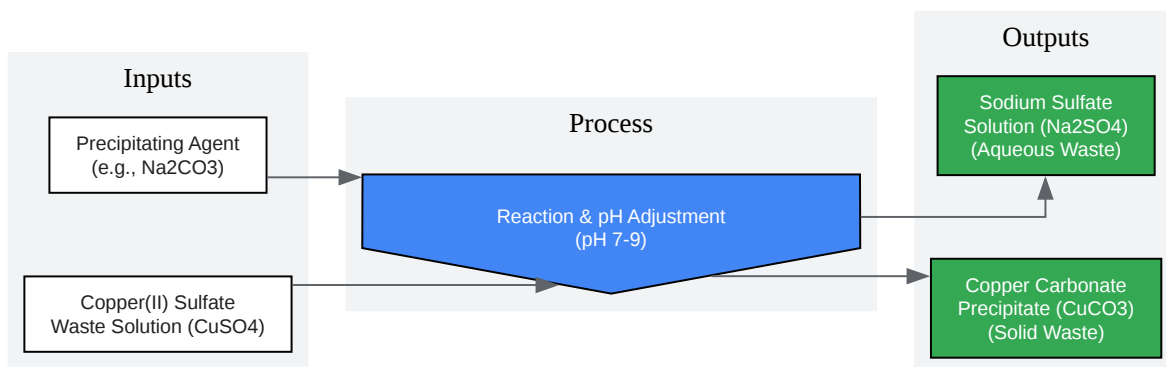 Inputs
Precipitating Agent
(e.g., Na2CO3)
Copper(II) Sulfate
Waste Solution (CuSO4)
Process
Reaction & pH Adjustment
(pH 7-9)
Outputs
Sodium Sulfate
Solution (Na2SO4)
(Aqueous Waste)
Copper Carbonate
Precipitate (CuCO3)
(Solid Waste)